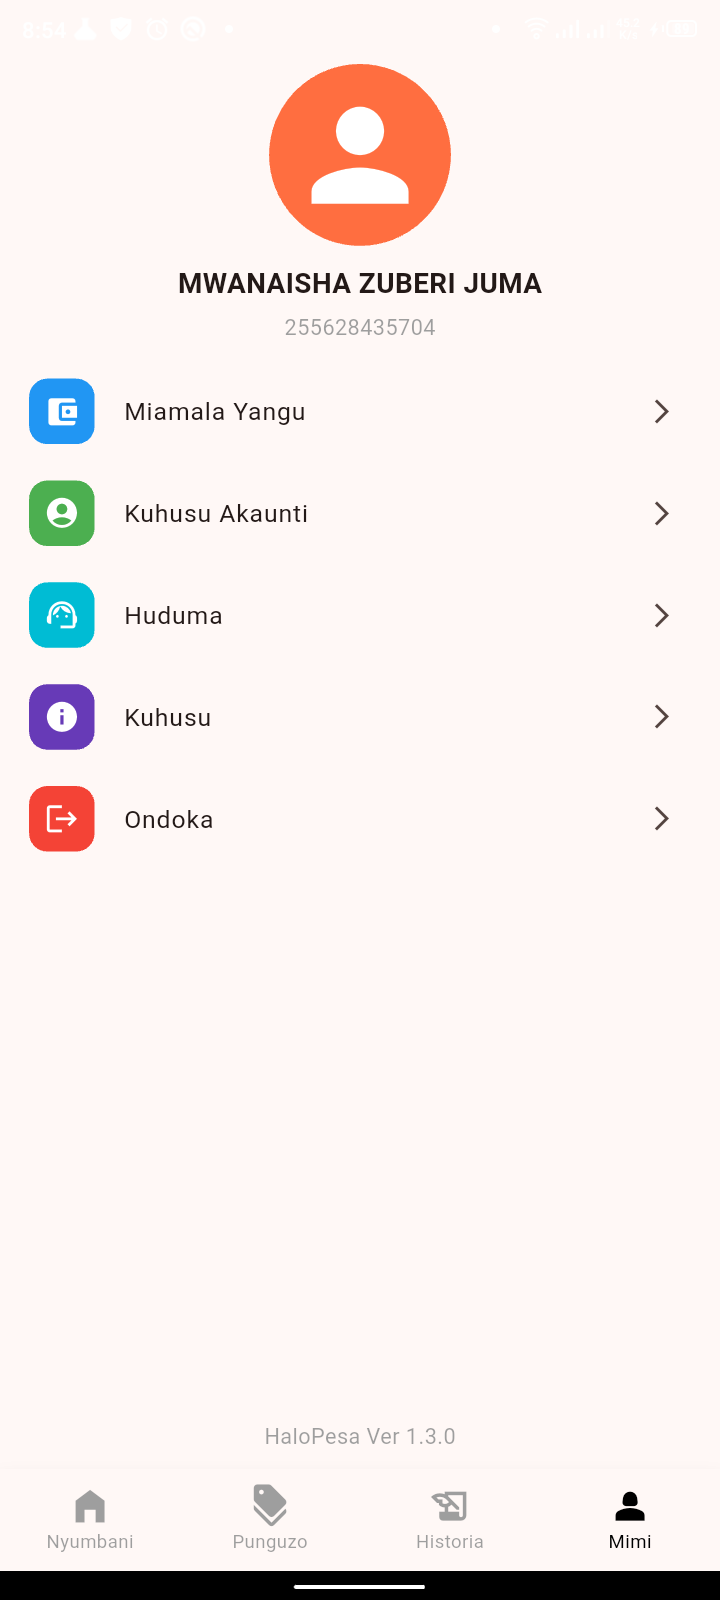 8:54
MWANAISHA ZUBERI JUMA
255628435704
Miamala Yangu
Kuhusu Akaunti
Huduma
Kuhusu
Ondoka
HaloPesa Ver 1.3.0
Nyumbani
Punguzo
Historia
Mimi